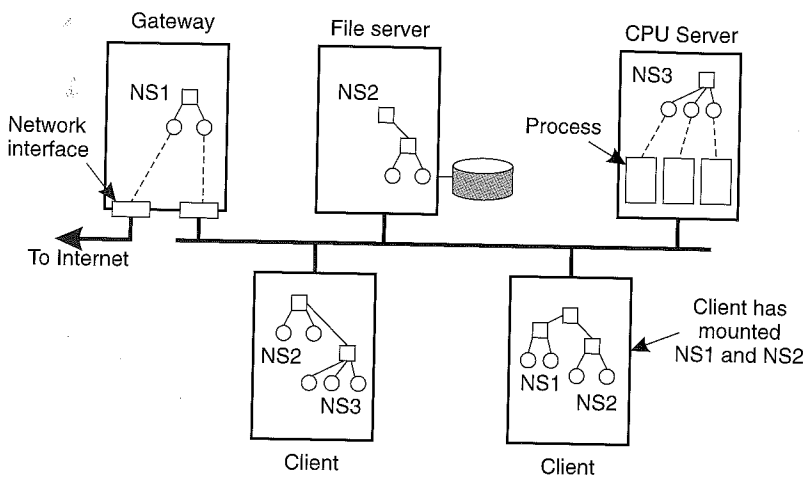 Gateway
File server
CPU Server
NS1
NS2
NS3
Network
interface
Process
To Internet
NS2
NS3
Client
NS1
NS2
Client
Client has
mounted
NS1 and NS2